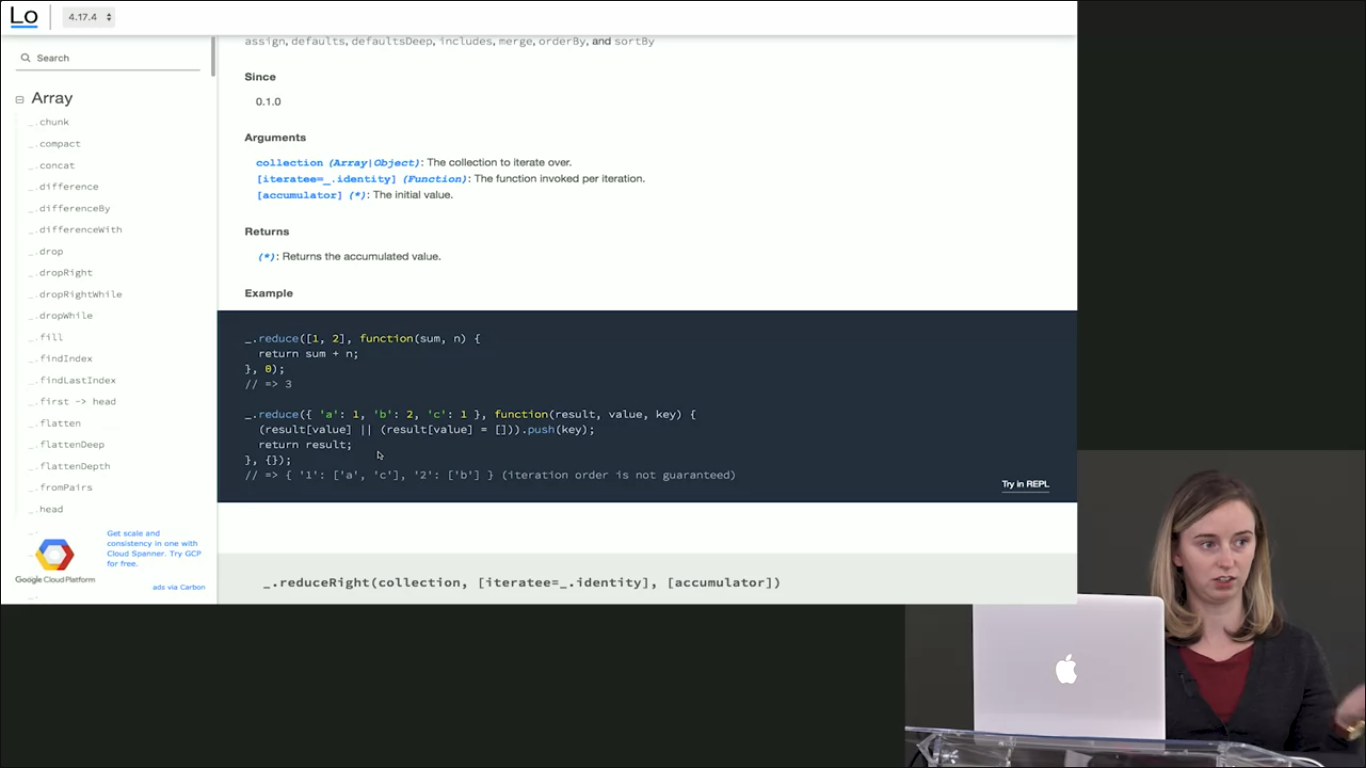 Lo
4.17.4
assign, defaults, defaultsDeep, includes, merge, orderBy, and sortBy
Search
Array
_.chunk
_.compact
_.concat
_.difference
_.differenceBy
_.differenceWith
_.drop
_.dropRight
_.dropRightWhile
_.dropWhile
_.fill
_.findIndex
_.findLastIndex
_.first -> head
_.flatten
_.flattenDeep
_.flattenDepth
_.fromPairs
_.head
Google Cloud Platform
Get scale and
consistency in one with
Cloud Spanner. Try GCP
for free.
ads via Carbon
Since
0.1.0
Arguments
collection (Array|Object): The collection to iterate over.
[iteratee=_.identity] (Function): The function invoked per iteration.
[accumulator] (*): The initial value.
Returns
(*): Returns the accumulated value.
Example
_.reduce([1, 2], function(sum, n) {
return sum + n;
}, 0);
// => 3
_.reduce({ 'a': 1, 'b': 2, 'c': 1 }, function(result, value, key) {
(result[value] || (result[value] = [])).push(key);
return result;
}, {});
// => { '1': ['a', 'c'], '2': ['b'] } (iteration order is not guaranteed)
Try in REPL
_.reduceRight(collection, [iteratee=_.identity], [accumulator])